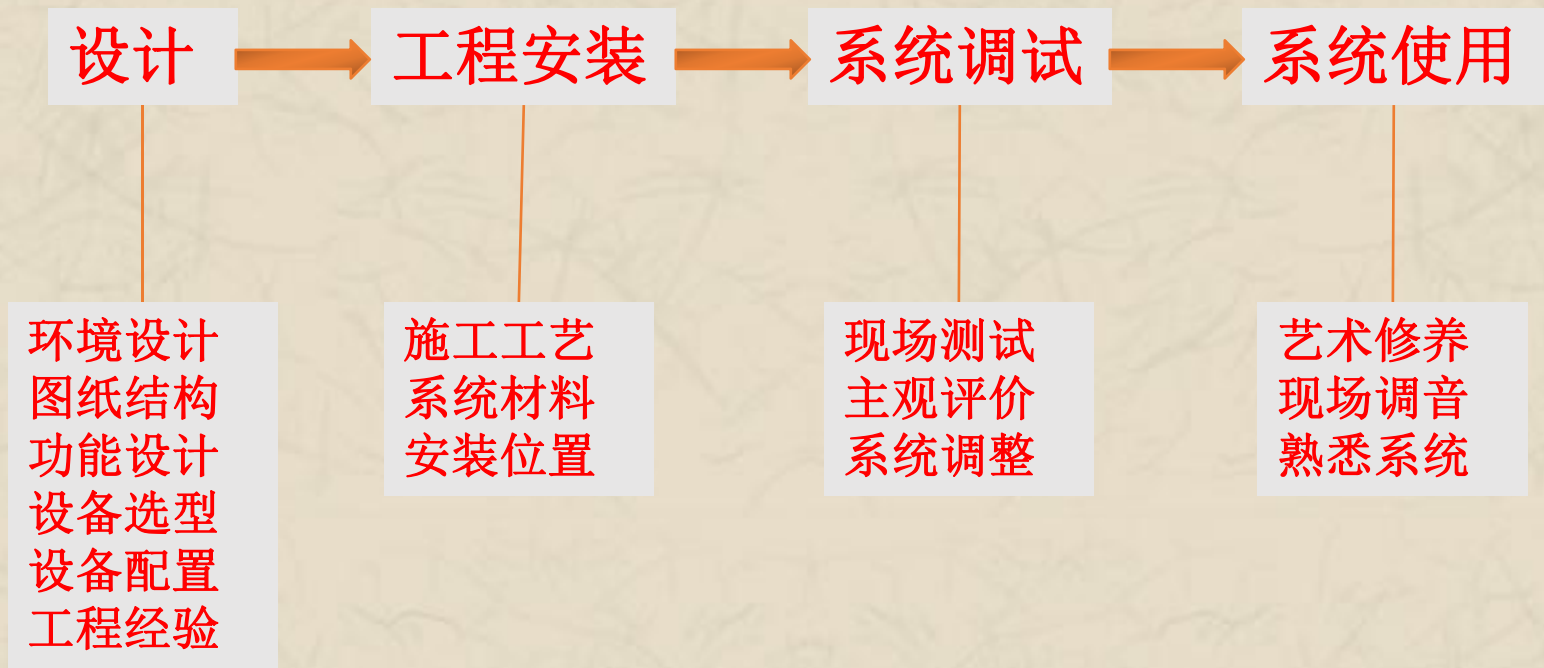 设计
工程安装
系统调试
系统使用
环境设计
图纸结构
功能设计
设备选型
设备配置
工程经验
施工工艺
系统材料
安装位置
现场测试
主观评价
系统调整
艺术修养
现场调音
熟悉系统